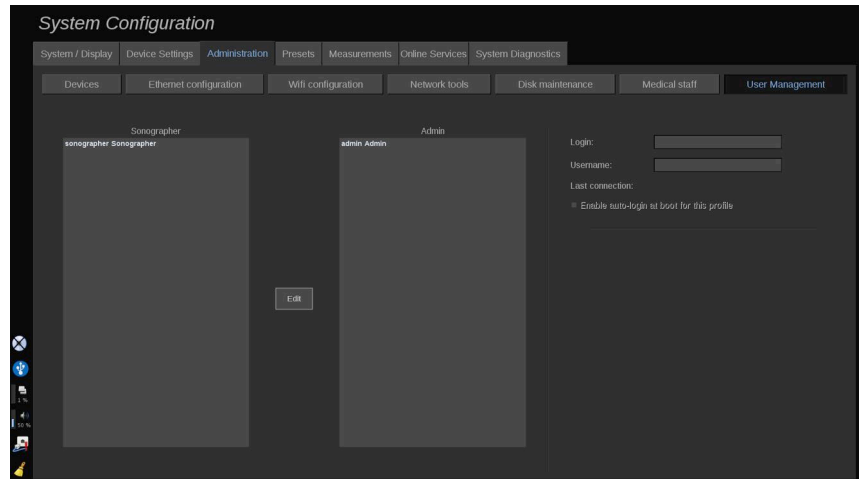 System Configuration
System / Display Device Settings Administration Presets Measurements Online Services System Diagnostics
Devices Ethernet configuration Wifi configuration Network tools Disk maintenance Medical staff User Management
Sonographer Admin
sonographer Sonographer admin Admin
Login:
Username:
Last connection:
Enable auto-login at boot for this profile
Edit
1 %
50 %